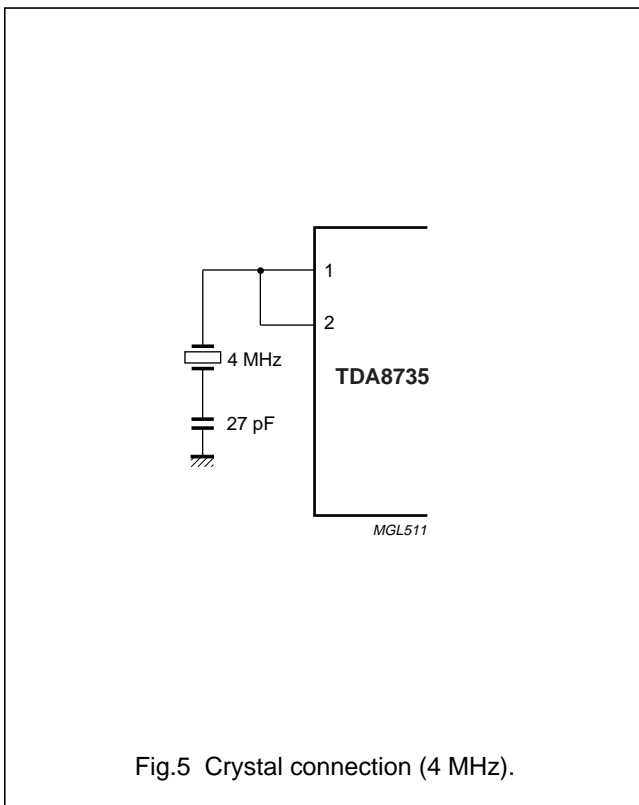 1
2
4 MHz
TDA8735
27 pF
MGL511
Fig.5 Crystal connection (4 MHz).